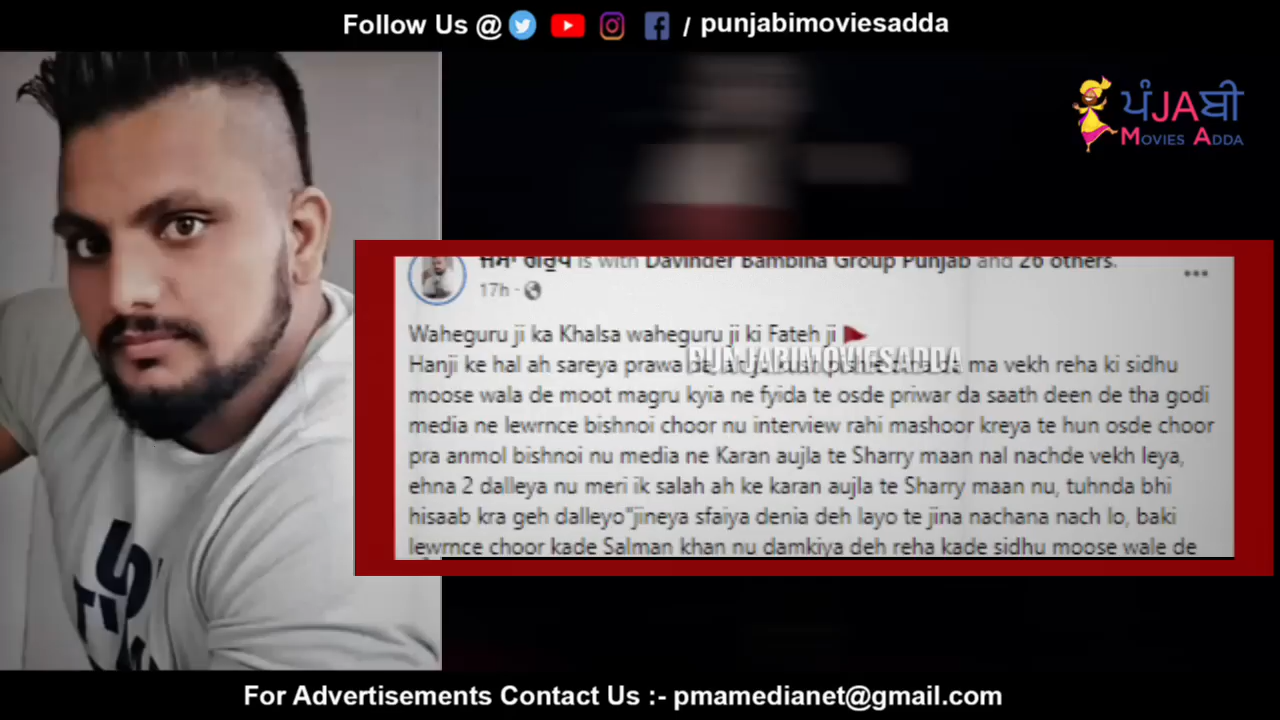 Follow Us @ / punjabimoviesadda
ਪੰJAਬੀ
MOVIES ADDA
is with Davinder Bambiha Group Punjab and 26 others.
17h
Waheguru ji ka Khalsa waheguru ji ki Fateh ji
PUNJABIMOVIESADDA
Hanji ke hal ah sareya prawa ma vekh reha ki sidhu
moose wala de moot magru kyia ne fyida te osde priwar da saath deen de tha godi
media ne lewrnce bishnoi choor nu interview rahi mashoor kreya te hun osde choor
pra anmol bishnoi nu media ne Karan aujla te Sharry maan nal nachde vekh leya,
ehna 2 dalleya nu meri ik salah ah ke karan aujla te Sharry maan nu, tuhnda bhi
hisaab kra geh dalleyo"jineya sfaiya denia deh layo te jina nachana nach lo, baki
lewrnce choor kade Salman khan nu damkiya deh reha kade sidhu moose wale de
For Advertisements Contact Us :- pmamedianet@gmail.com